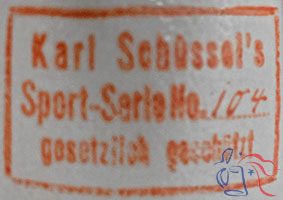 Karl Schüssel's
Sport-Serie No. 104
gesetzlich geschützt